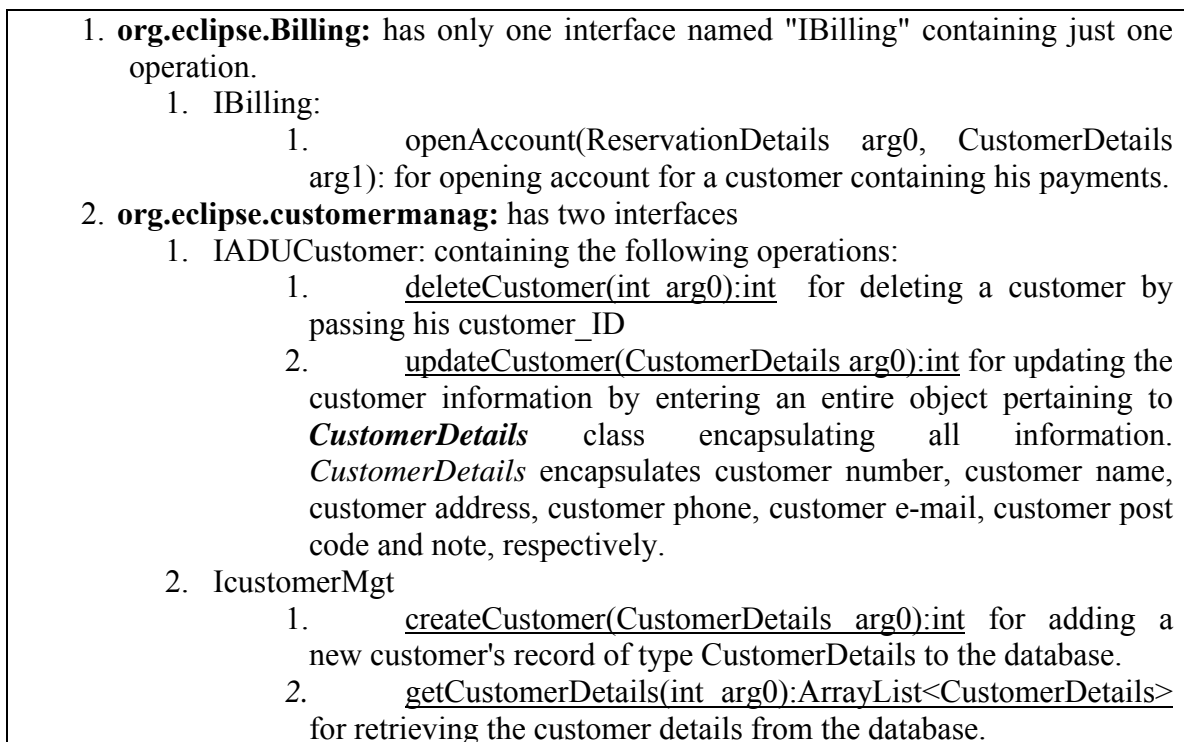 1. org.eclipse.Billing: has only one interface named "IBilling" containing just one
operation.
1. IBilling:
1. openAccount(ReservationDetails arg0, CustomerDetails
arg1): for opening account for a customer containing his payments.
2. org.eclipse.customermanag: has two interfaces
1. IADUCustomer: containing the following operations:
1. deleteCustomer(int arg0):int for deleting a customer by
passing his customer_ID
2. updateCustomer(CustomerDetails arg0):int for updating the
customer information by entering an entire object pertaining to
CustomerDetails class encapsulating all information.
CustomerDetails encapsulates customer number, customer name,
customer address, customer phone, customer e-mail, customer post
code and note, respectively.
2. IcustomerMgt
1. createCustomer(CustomerDetails arg0):int for adding a
new customer's record of type CustomerDetails to the database.
2. getCustomerDetails(int arg0):ArrayList<CustomerDetails>
for retrieving the customer details from the database.